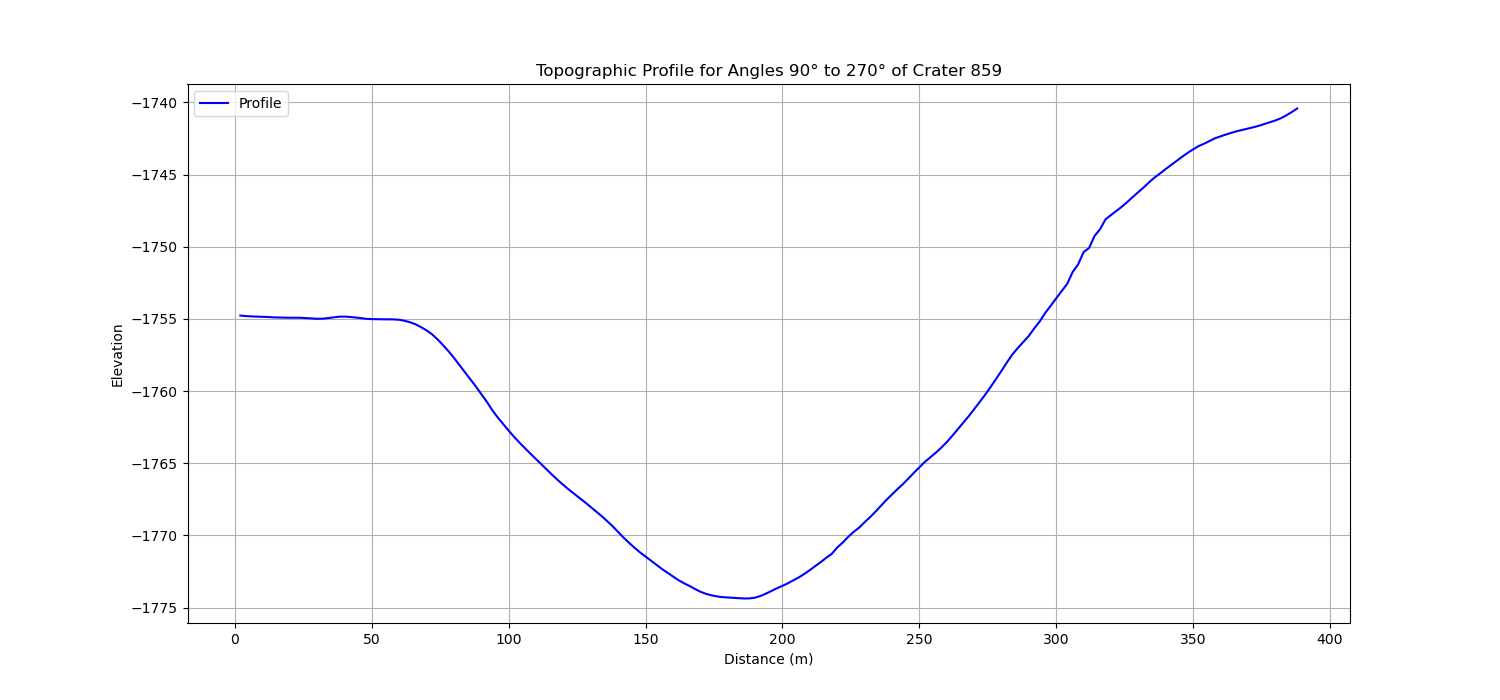 Topographic Profile for Angles 90° to 270° of Crater 859
Profile
−1740
−1745
−1750
−1755
−1760
−1765
−1770
−1775
Elevation
0 50 100 150 200 250 300 350 400
Distance (m)